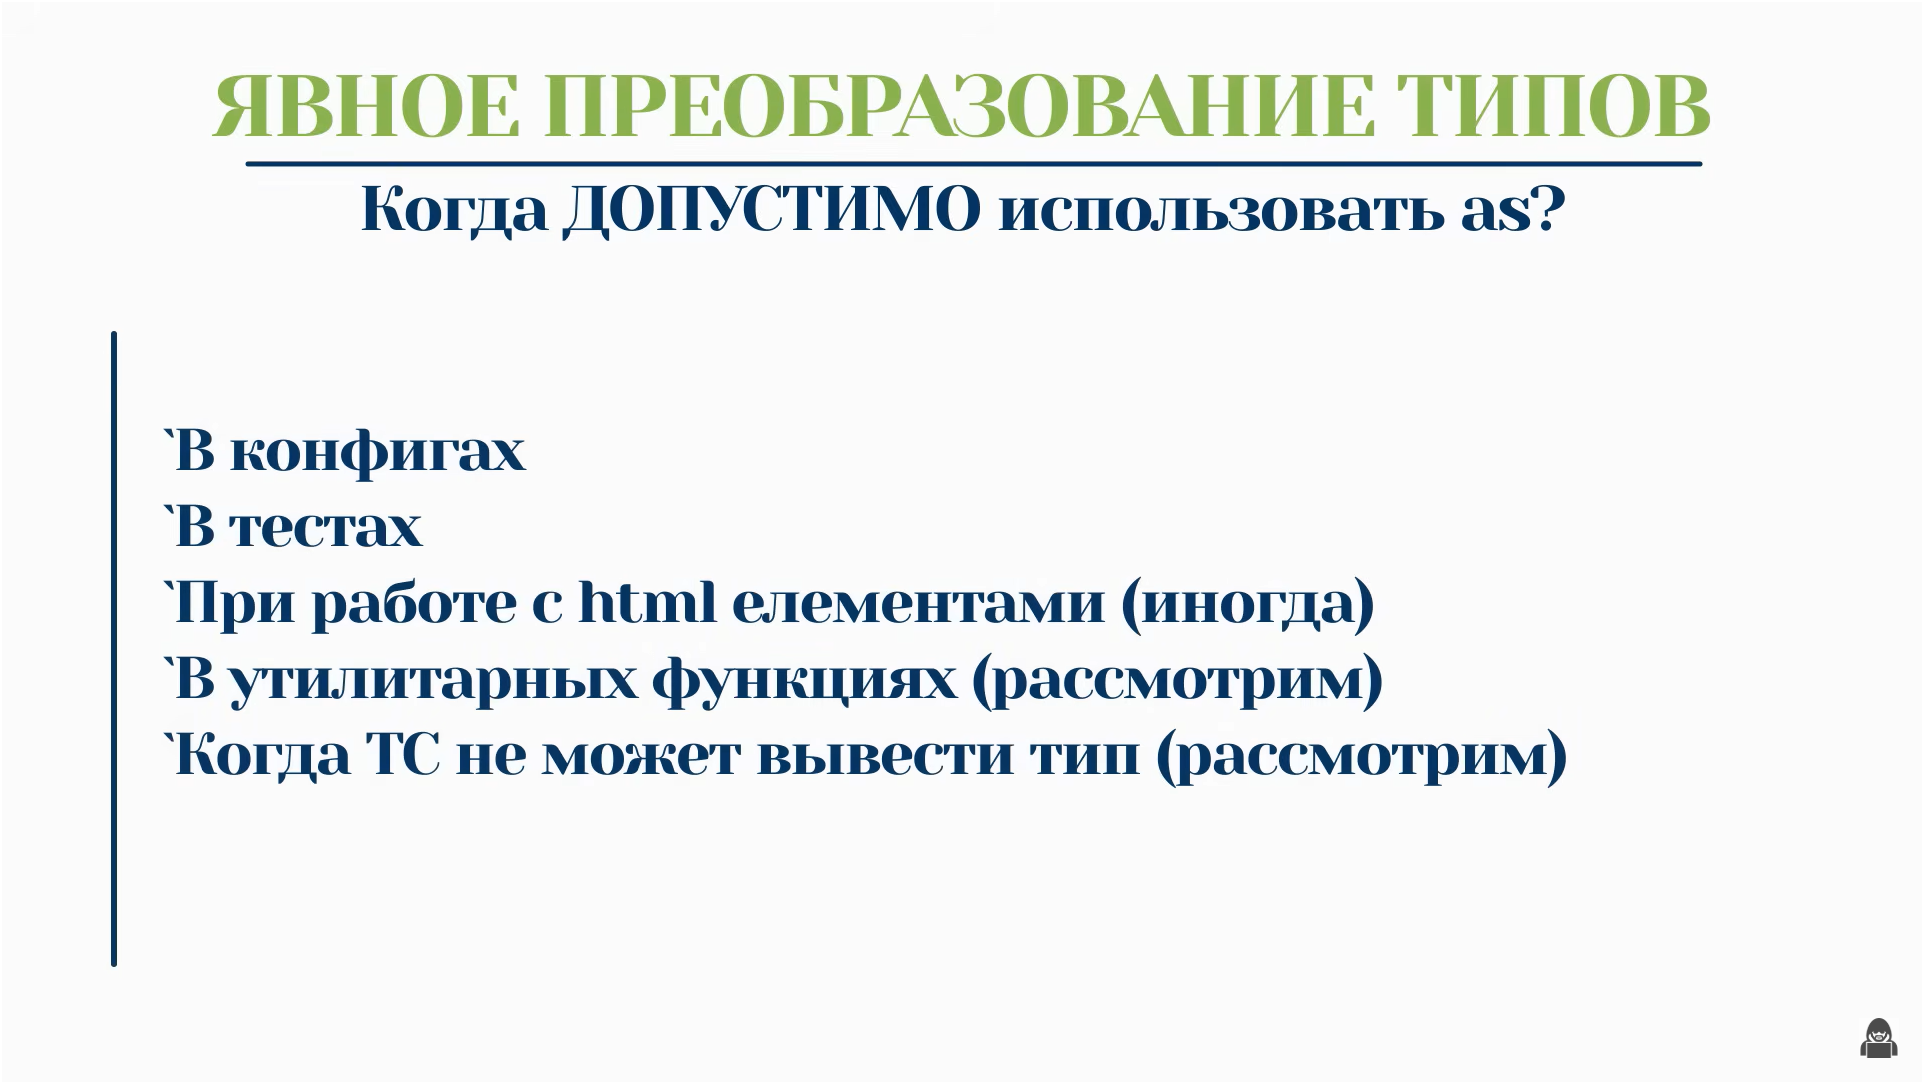 ЯВНОЕ ПРЕОБРАЗОВАНИЕ ТИПОВ
Когда ДОПУСТИМО использовать as?
`В конфигах
`В тестах
`При работе с html елементами (иногда)
`В утилитарных функциях (рассмотрим)
`Когда ТС не может вывести тип (рассмотрим)